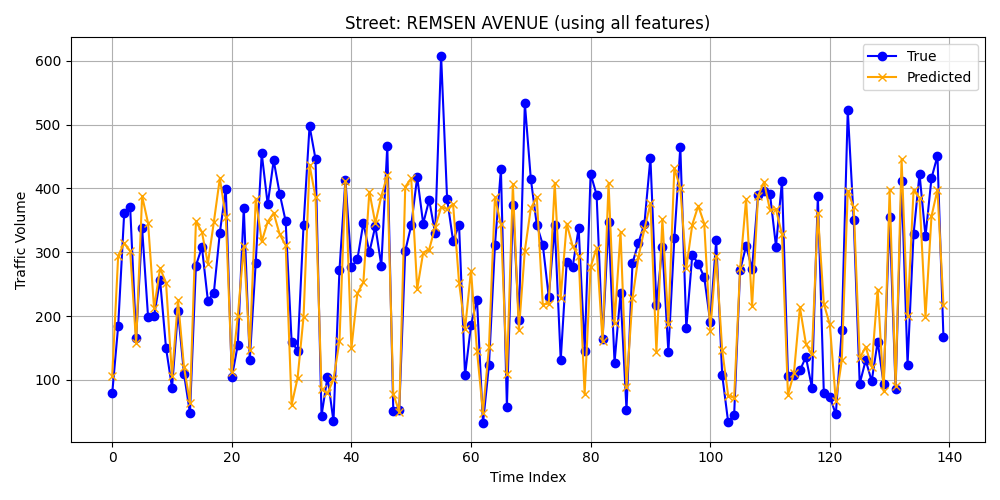 Street: REMSEN AVENUE (using all features)
True
Predicted
Traffic Volume
600
500
400
300
200
100
0 20 40 60 80 100 120 140
Time Index